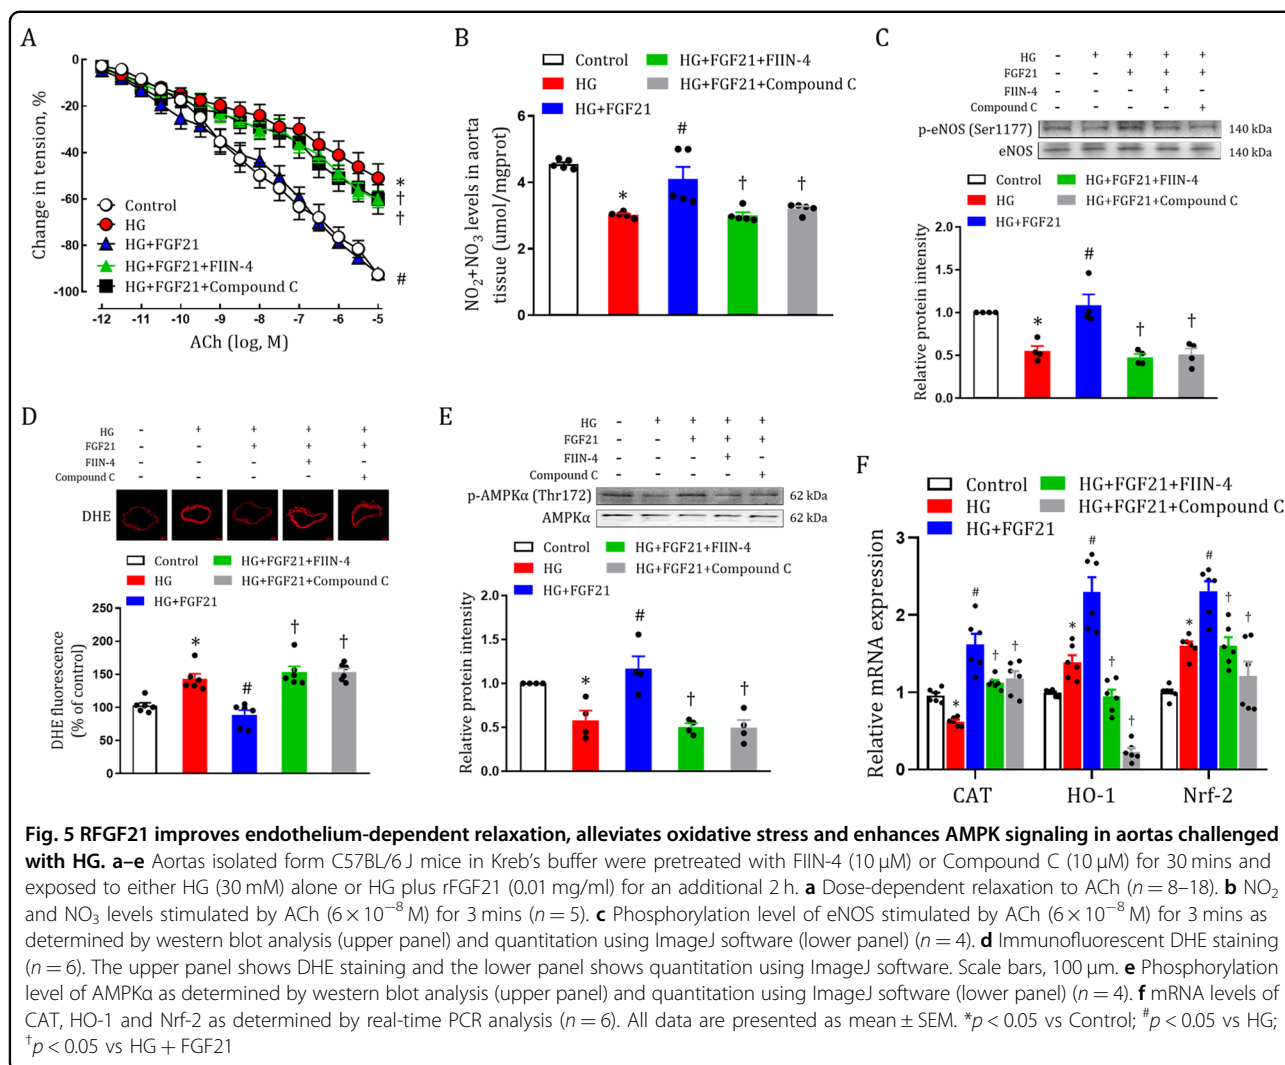 A
Change in tension, %
0
-20
-40
-60
-80
-100
Control
HG
HG+FGF21
HG+FGF21+FIIN-4
HG+FGF21+Compound C
*
†
†
#
-12 -11 -10 -9 -8 -7 -6 -5
ACh (log, M)
B
Control
HG
HG+FGF21
HG+FGF21+FIIN-4
HG+FGF21+Compound C
NO2+NO3 levels in aorta
tissue (umol/mgprot)
6
4
2
0
* # † †
C
HG - + + + +
FGF21 - - + + +
FIIN-4 - - - + -
Compound C - - - - +
p-eNOS (Ser1177) 140 kDa
eNOS 140 kDa
Control
HG
HG+FGF21
HG+FGF21+FIIN-4
HG+FGF21+Compound C
Relative protein intensity
2.0
1.5
1.0
0.5
0.0
* # † †
D
HG - + + + +
FGF21 - - + + +
FIIN-4 - - - + -
Compound C - - - - +
DHE
Control
HG
HG+FGF21
HG+FGF21+FIIN-4
HG+FGF21+Compound C
DHE fluorescence
(% of control)
250
200
150
100
50
0
* # † †
E
HG - + + + +
FGF21 - - + + +
FIIN-4 - - - + -
Compound C - - - - +
p-AMPKα (Thr172) 62 kDa
AMPKα 62 kDa
Control
HG
HG+FGF21
HG+FGF21+FIIN-4
HG+FGF21+Compound C
Relative protein intensity
2.0
1.5
1.0
0.5
0.0
* # † †
F
Control
HG
HG+FGF21
HG+FGF21+FIIN-4
HG+FGF21+Compound C
Relative mRNA expression
3
2
1
0
* # † †
* # † †
* # † †
CAT HO-1 Nrf-2
Fig. 5 RFGF21 improves endothelium-dependent relaxation, alleviates oxidative stress and enhances AMPK signaling in aortas challenged
with HG. a–e Aortas isolated form C57BL/6 J mice in Kreb's buffer were pretreated with FIIN-4 (10 μM) or Compound C (10 μM) for 30 mins and
exposed to either HG (30 mM) alone or HG plus rFGF21 (0.01 mg/ml) for an additional 2 h. a Dose-dependent relaxation to ACh (n = 8–18). b NO2
and NO3 levels stimulated by ACh (6 × 10−8 M) for 3 mins (n = 5). c Phosphorylation level of eNOS stimulated by ACh (6 × 10−8 M) for 3 mins as
determined by western blot analysis (upper panel) and quantitation using ImageJ software (lower panel) (n = 4). d Immunofluorescent DHE staining
(n = 6). The upper panel shows DHE staining and the lower panel shows quantitation using ImageJ software. Scale bars, 100 μm. e Phosphorylation
level of AMPKα as determined by western blot analysis (upper panel) and quantitation using ImageJ software (lower panel) (n = 4). f mRNA levels of
CAT, HO-1 and Nrf-2 as determined by real-time PCR analysis (n = 6). All data are presented as mean ± SEM. *p < 0.05 vs Control; #p < 0.05 vs HG;
†p < 0.05 vs HG + FGF21